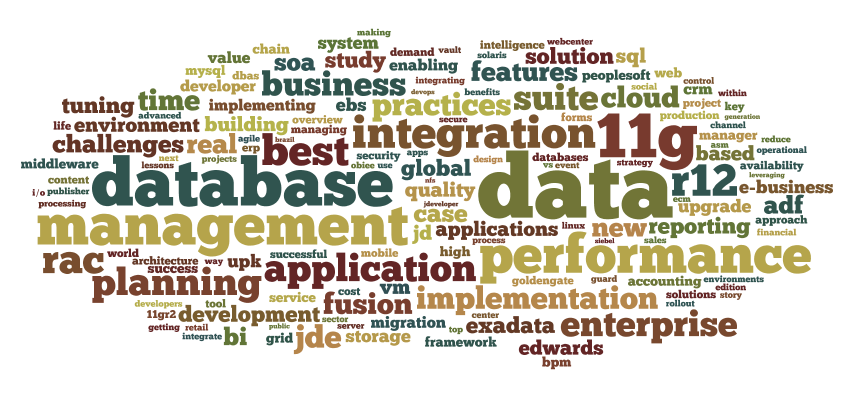 making
chain
system
demand
vault
intelligence
webcenter
value
soa
study
enabling
solaris
solution
sql
mysql
dbas
integrating
features
peoplesoft
web
developer
business
devops
benefits
social
control
tuning
time
implementing
ebs
practices
suite
cloud
crm
within
advanced
project
key
life
environment
building
overview
managing
secure
integration
forms
11g
production
generation
channel
challenges
real
agile
brazil
best
manager
reduce
erp
security
apps
design
databases
strategy
based
asm
operational
middleware
lessons
next
projects
obiee
use
global
vs
event
availability
leveraging
content
database
nfs
quality
data
r12
e-business
i/o
publisher
processing
jdeveloper
ecm
upgrade
adf
management
case
jd
applications
linux
new
reporting
approach
process
siebel
sales
financial
rac
world
architecture
way
upk
successful
mobile
high
performance
success
application
planning
goldengate
guard
accounting
environments
edition
service
vm
cost
fusion
implementation
solutions
story
rollout
developers
tool
11gr2
development
sector
center
getting
retail
public
server
migration
top
exadata
enterprise
integrate
bi
grid
jde
storage
framework
edwards
bpm